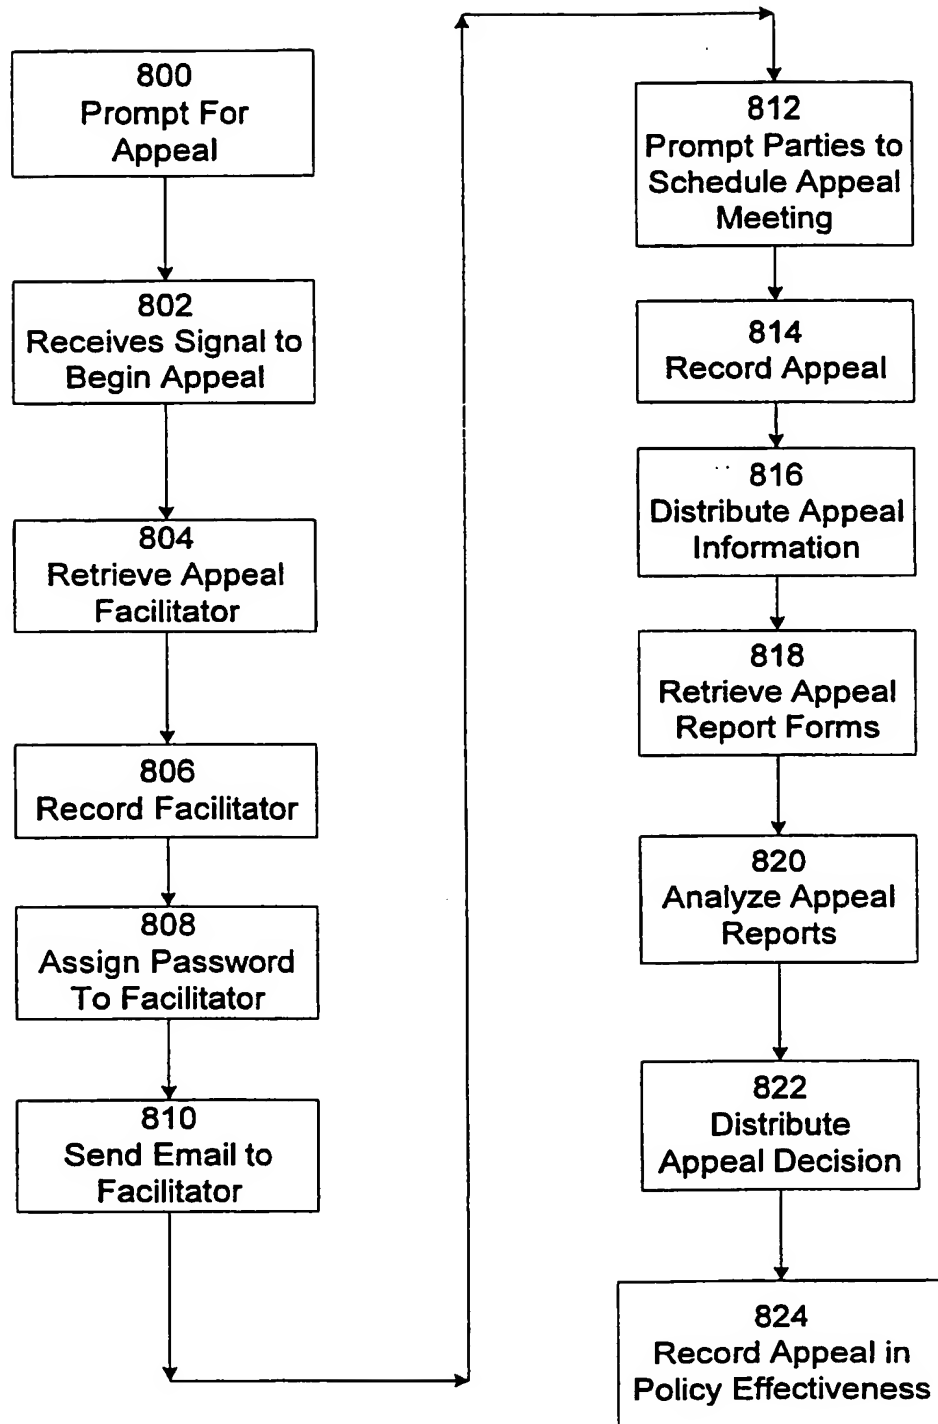 800
Prompt For
Appeal
802
Receives Signal to
Begin Appeal
804
Retrieve Appeal
Facilitator
806
Record Facilitator
808
Assign Password
To Facilitator
810
Send Email to
Facilitator
812
Prompt Parties to
Schedule Appeal
Meeting
814
Record Appeal
816
Distribute Appeal
Information
818
Retrieve Appeal
Report Forms
820
Analyze Appeal
Reports
822
Distribute
Appeal Decision
824
Record Appeal in
Policy Effectiveness